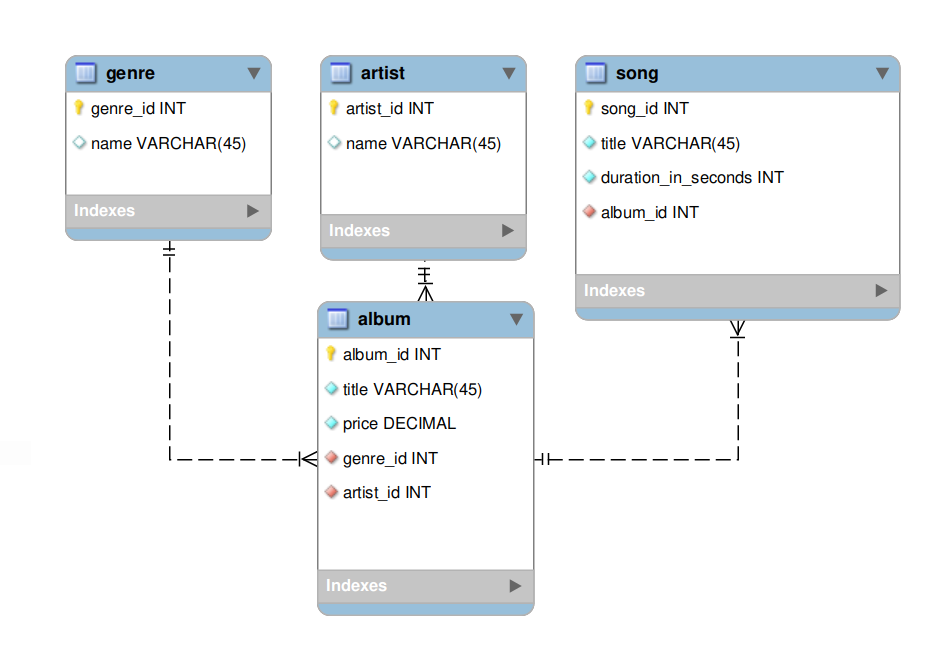 genre
genre_id INT
name VARCHAR(45)
Indexes
artist
artist_id INT
name VARCHAR(45)
Indexes
song
song_id INT
title VARCHAR(45)
duration_in_seconds INT
album_id INT
Indexes
album
album_id INT
title VARCHAR(45)
price DECIMAL
genre_id INT
artist_id INT
Indexes